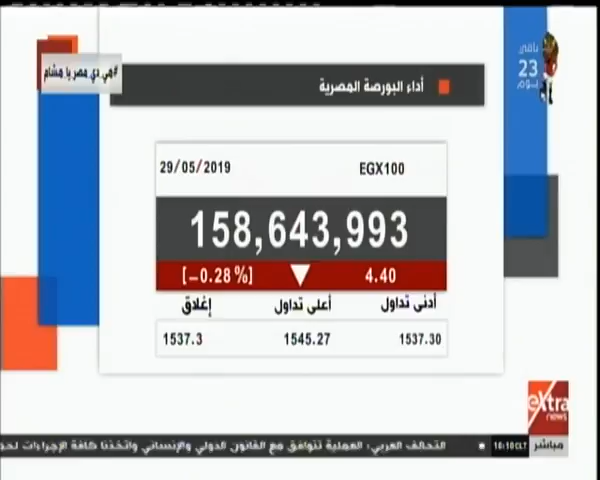 #هي دي مصر يا هشام
باقي
23
يوم
أداء البورصة المصرية
29/05/2019 EGX100
158,643,993
[-0.28%] 4.40
أدنى تداول أعلى تداول إغلاق
1537.30 1545.27 1537.3
extra
news
مباشر
10:10 CLT
التحالف العربي: العملية تتوافق مع القانون الدولي والإنساني واتخذنا كافة الإجراءات لحم